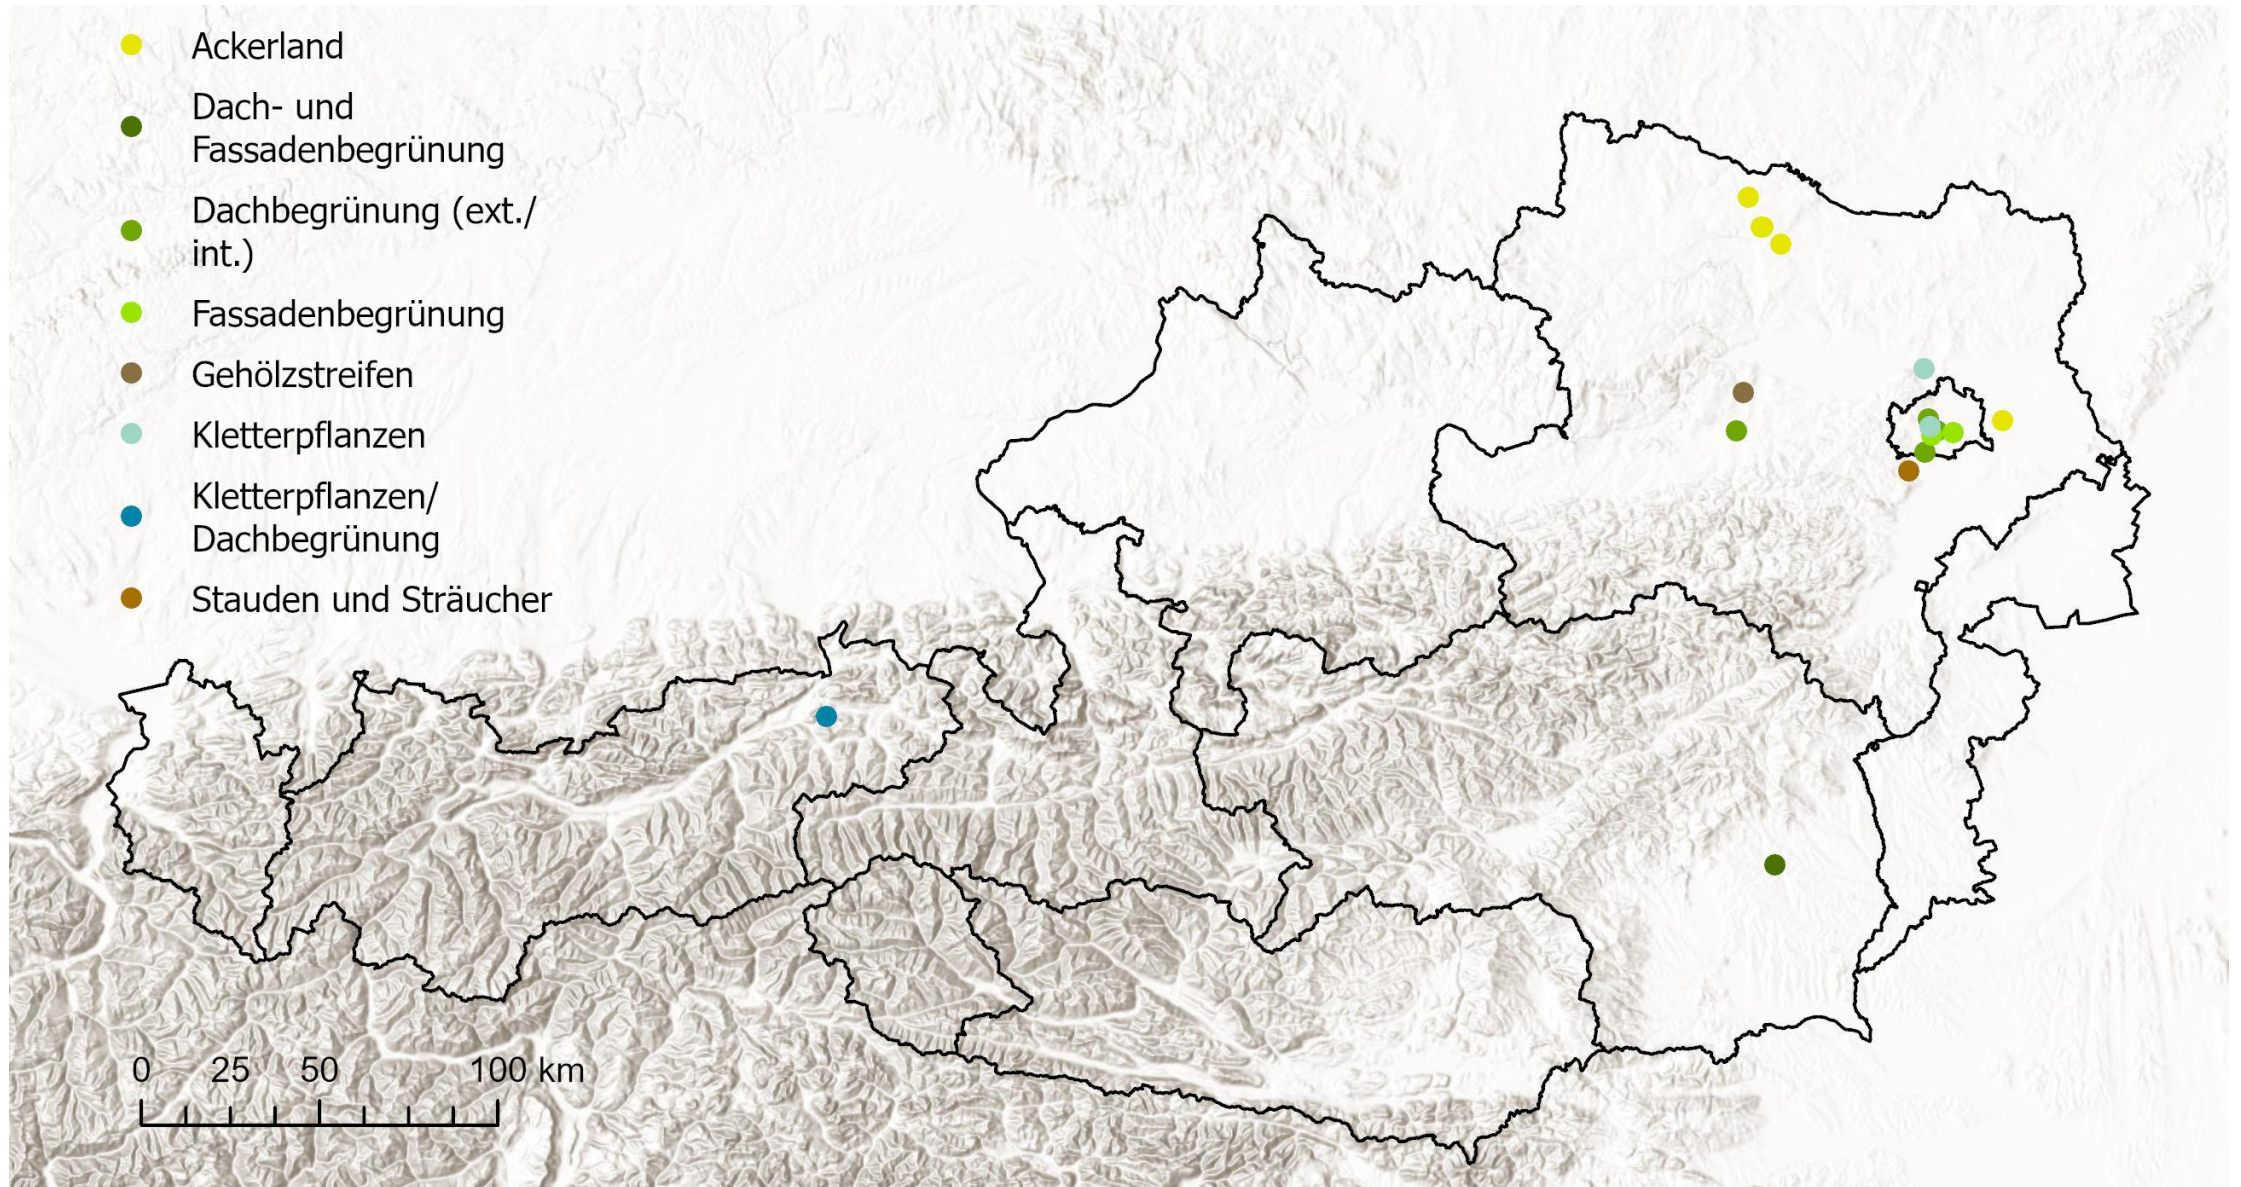 Ackerland
Dach- und
Fassadenbegrünung
Dachbegrünung (ext./
int.)
Fassadenbegrünung
Gehölzstreifen
Kletterpflanzen
Kletterpflanzen/
Dachbegrünung
Stauden und Sträucher
0 25 50 100 km